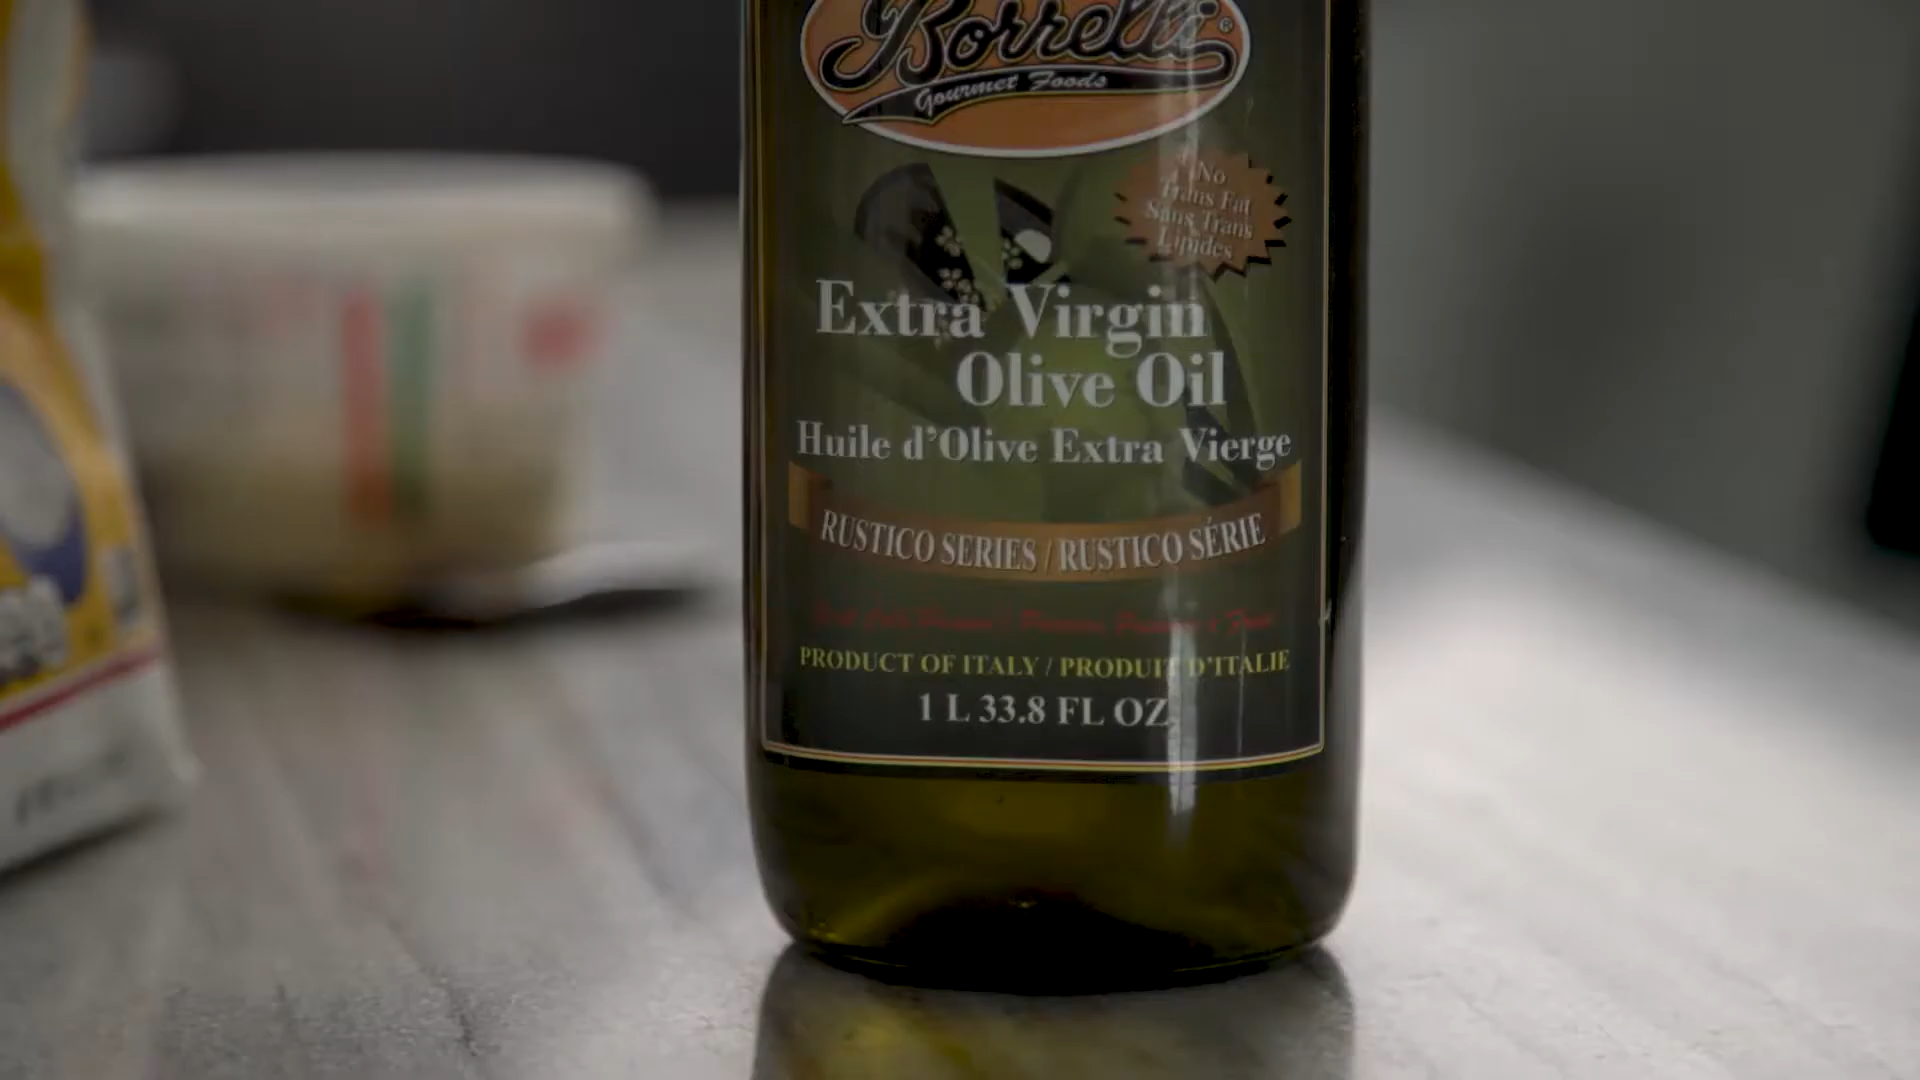 Borrelli®
Gourmet Foods
No
Trans Fat
Sans Trans
Lipides
Extra Virgin
Olive Oil
Huile d'Olive Extra Vierge
RUSTICO SERIES / RUSTICO SÉRIE
PRODUCT OF ITALY / PRODUIT D'ITALIE
1 L 33.8 FL OZ